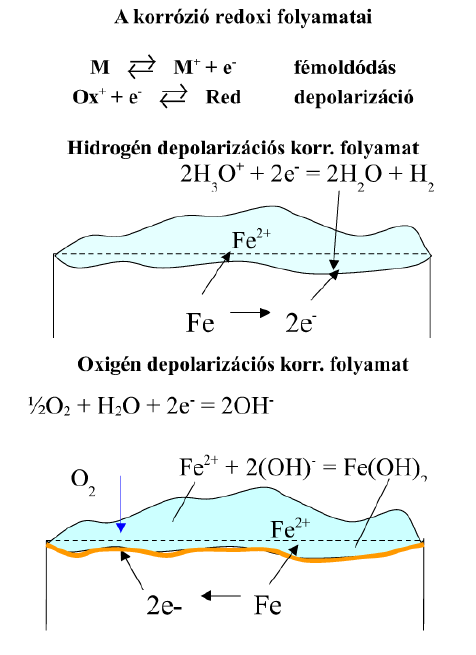 A korrózió redoxi folyamatai
M ⇄ M⁺ + e⁻ fémoldódás
Ox⁺ + e⁻ ⇄ Red depolarizáció
Hidrogén depolarizációs korr. folyamat
2H₃O⁺ + 2e⁻ = 2H₂O + H₂
Fe²⁺
Fe → 2e⁻
Oxigén depolarizációs korr. folyamat
½O₂ + H₂O + 2e⁻ = 2OH⁻
Fe²⁺ + 2(OH)⁻ = Fe(OH)₂
O₂
Fe²⁺
2e- ← Fe